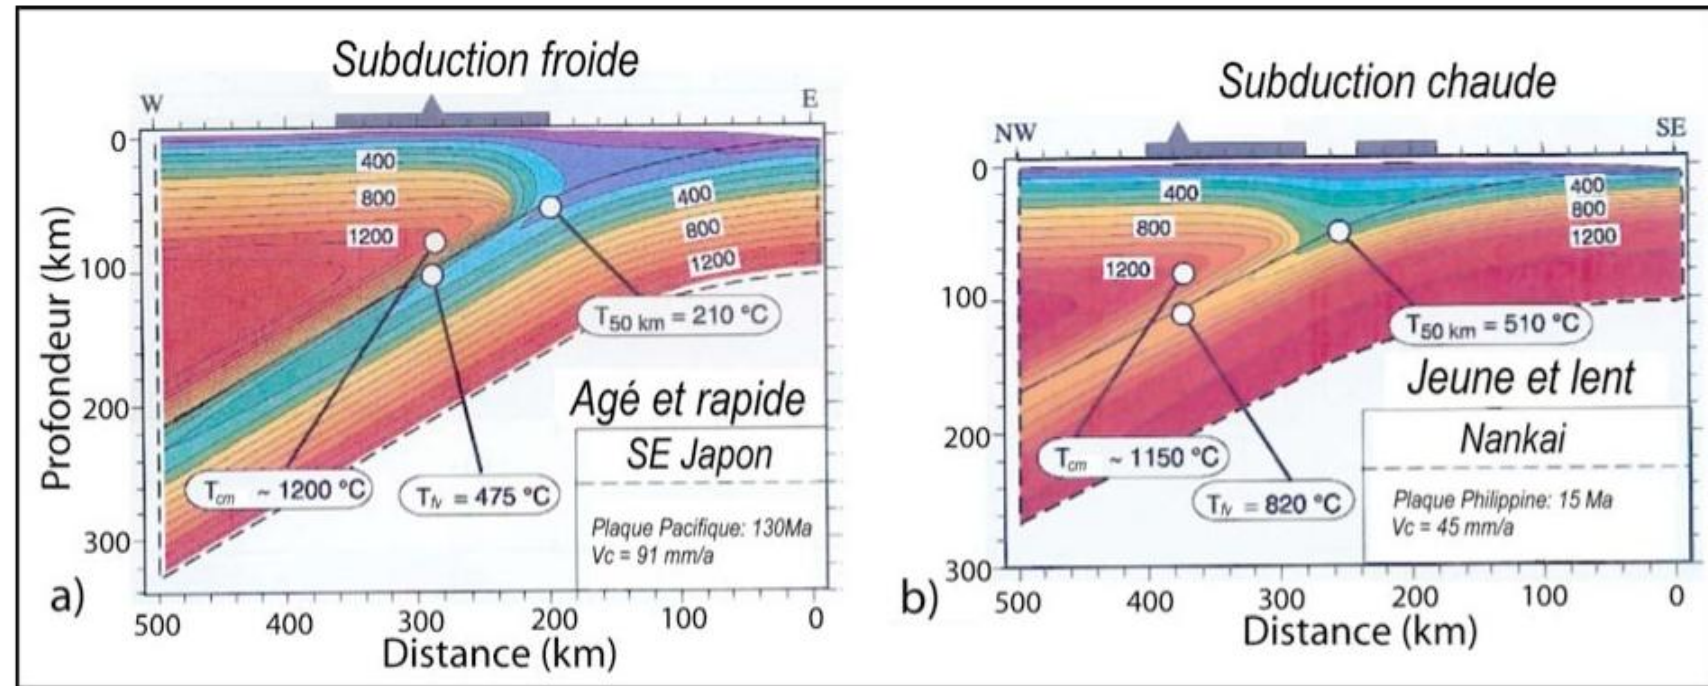 Subduction froide
W
E
0
100
200
300
Profondeur (km)
400
800
1200
400
800
1200
T50 km = 210 °C
Agé et rapide
SE Japon
Tcm ~ 1200 °C
Tfv = 475 °C
Plaque Pacifique: 130Ma
Vc = 91 mm/a
a)
500 400 300 200 100 0
Distance (km)
Subduction chaude
NW
SE
0
100
200
300
400
800
1200
400
800
1200
T50 km = 510 °C
Jeune et lent
Nankai
Tcm ~ 1150 °C
Tfv = 820 °C
Plaque Philippine: 15 Ma
Vc = 45 mm/a
b)
500 400 300 200 100 0
Distance (km)